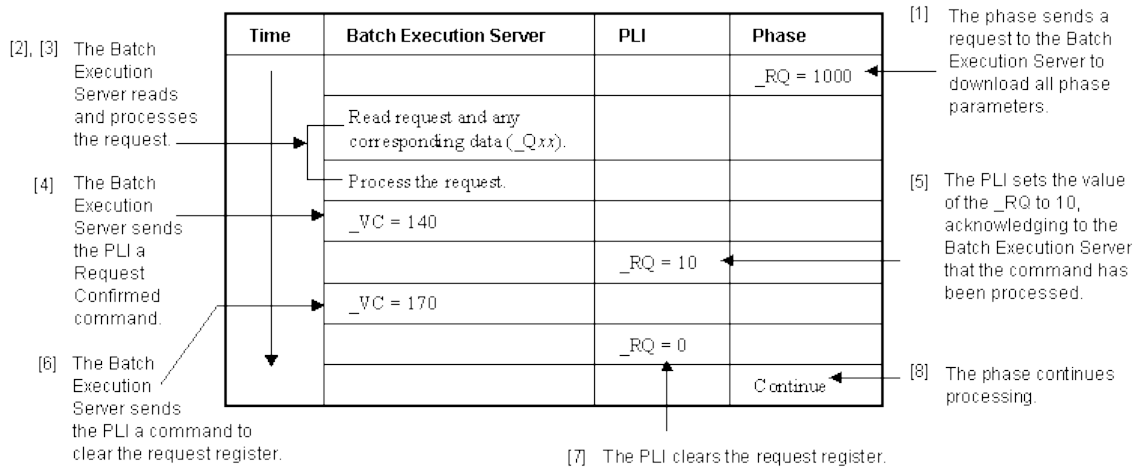 Time Batch Execution Server PLI Phase
_RQ = 1000
Read request and any
corresponding data (_Qxx).
Process the request.
_VC = 140
_RQ = 10
_VC = 170
_RQ = 0
Continue
[1] The phase sends a
request to the Batch
Execution Server to
download all phase
parameters.
[2], [3] The Batch
Execution
Server reads
and processes
the request.
[4] The Batch
Execution
Server sends
the PLI a
Request
Confirmed
command.
[5] The PLI sets the value
of the _RQ to 10,
acknowledging to the
Batch Execution Server
that the command has
been processed.
[6] The Batch
Execution
Server sends
the PLI a command to
clear the request register.
[7] The PLI clears the request register.
[8] The phase continues
processing.